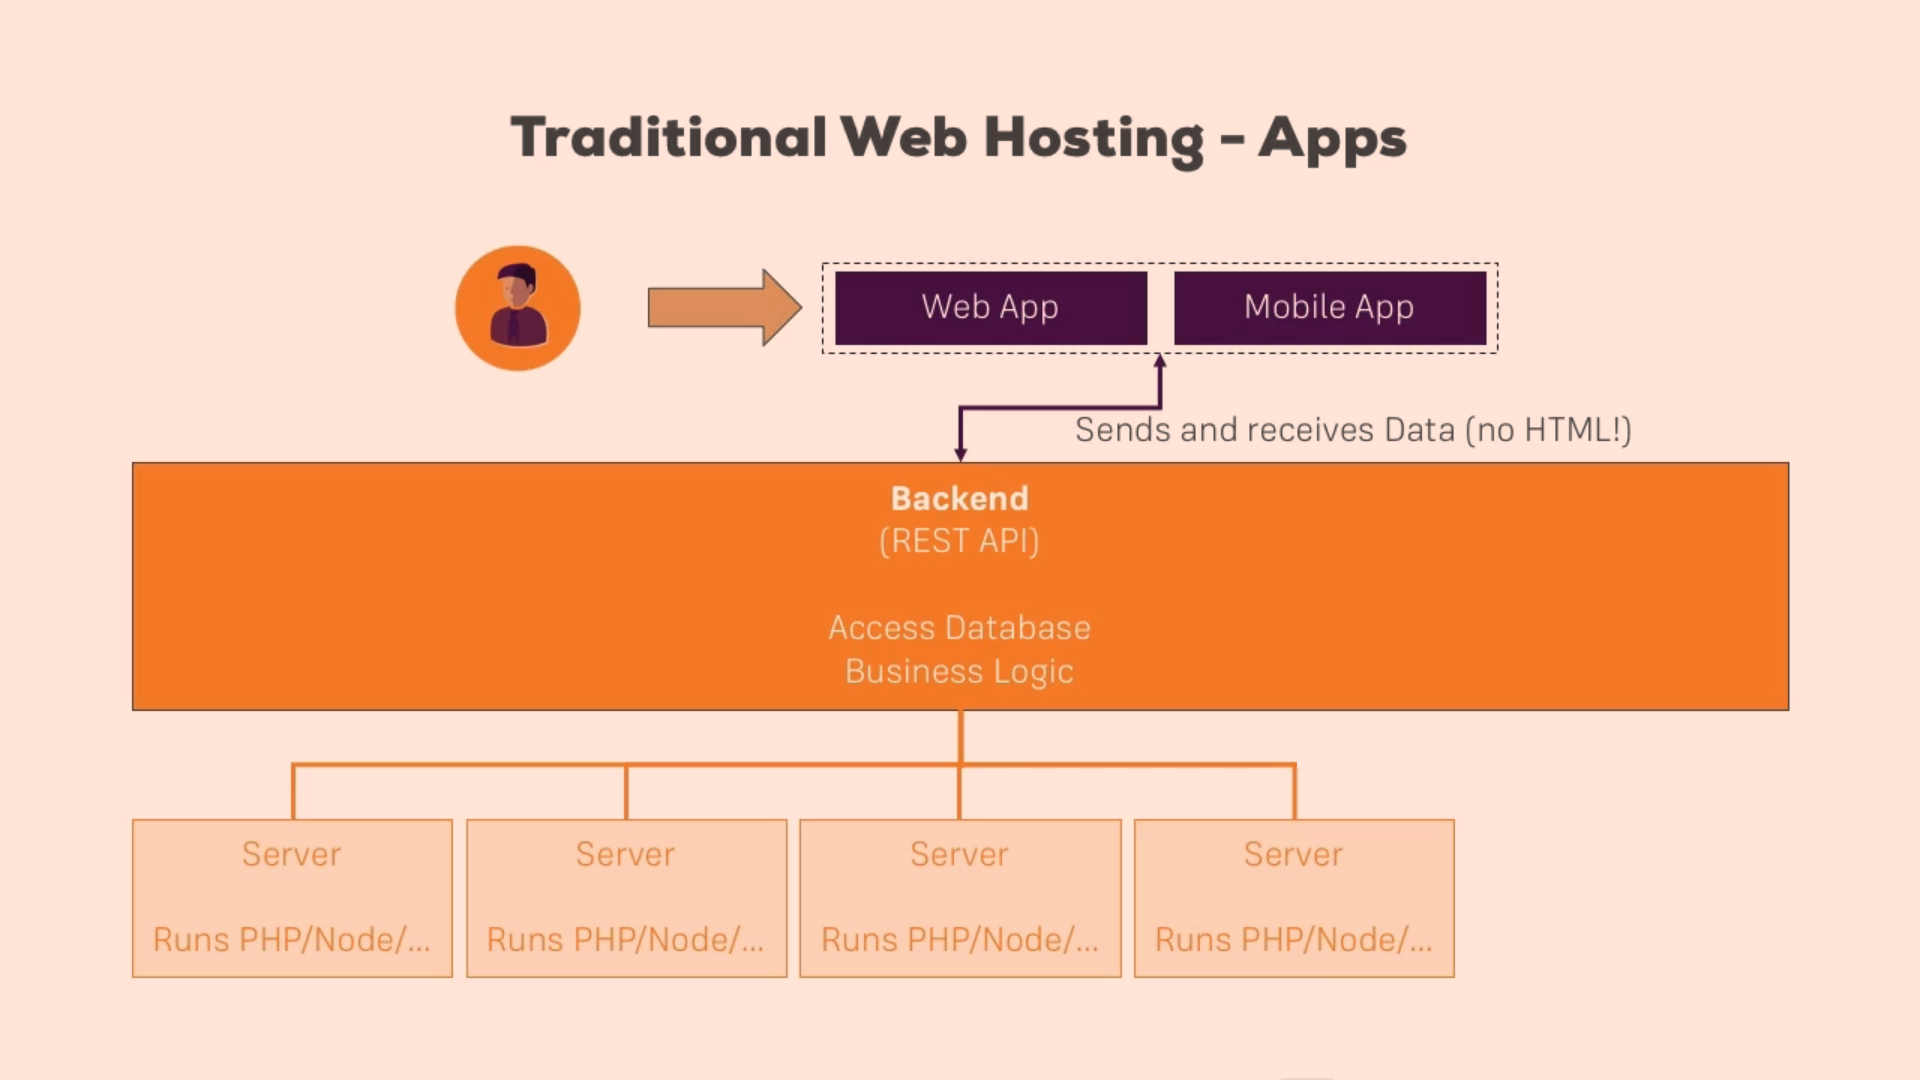 Traditional Web Hosting - Apps
Web App
Mobile App
Sends and receives Data (no HTML!)
Backend
(REST API)
Access Database
Business Logic
Server
Runs PHP/Node/...
Server
Runs PHP/Node/...
Server
Runs PHP/Node/...
Server
Runs PHP/Node/...